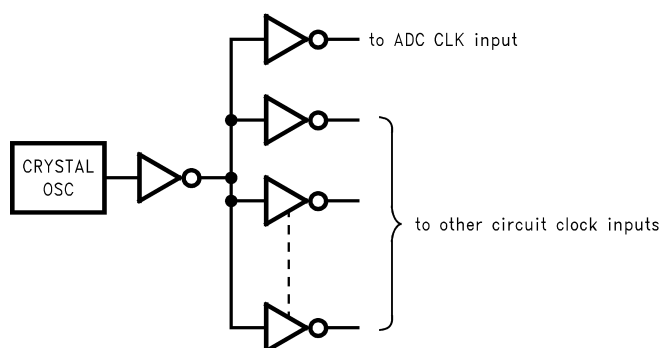 to ADC CLK input
CRYSTAL
OSC
to other circuit clock inputs